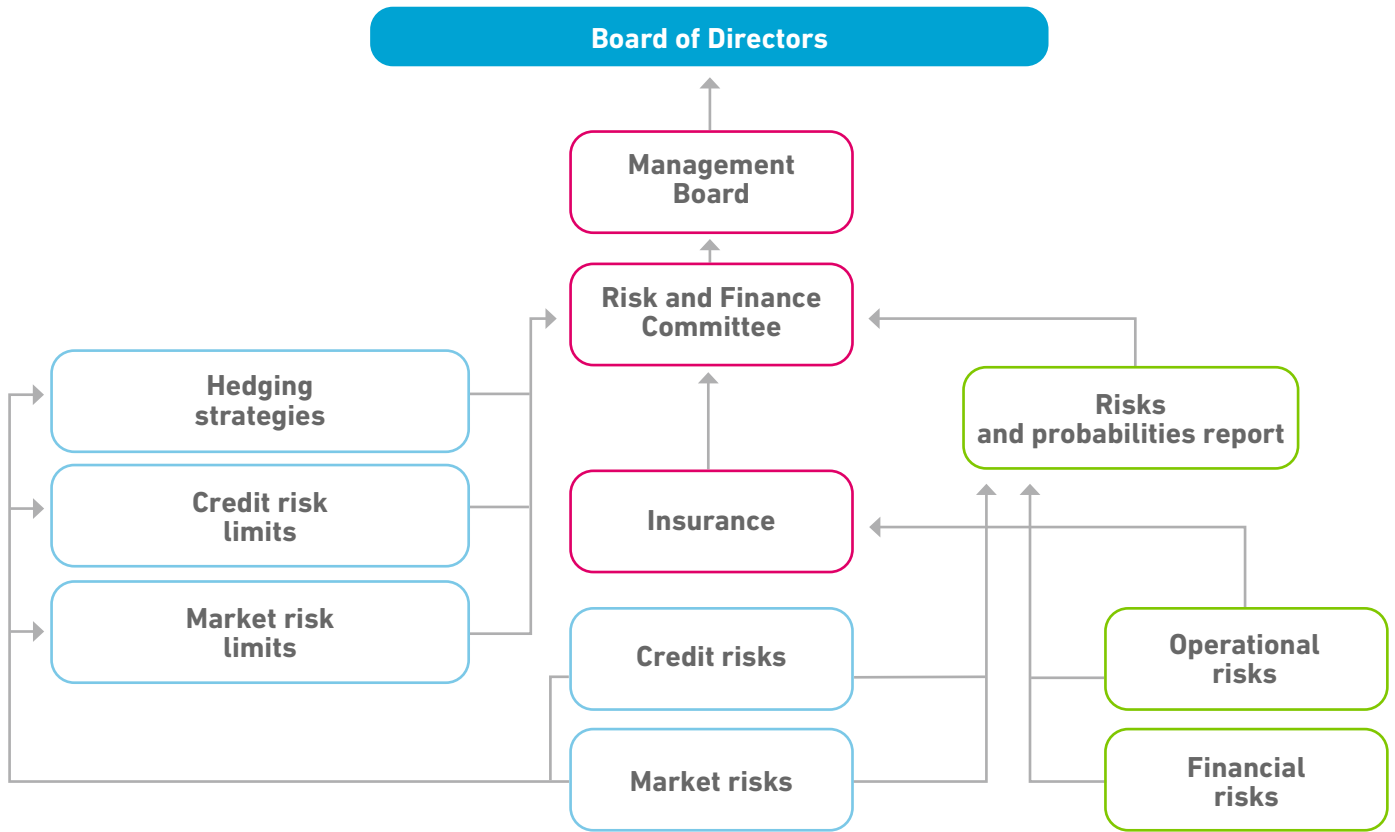 Board of Directors
Management
Board
Risk and Finance
Committee
Hedging
strategies
Risks
and probabilities report
Credit risk
limits
Insurance
Market risk
limits
Credit risks
Operational
risks
Market risks
Financial
risks